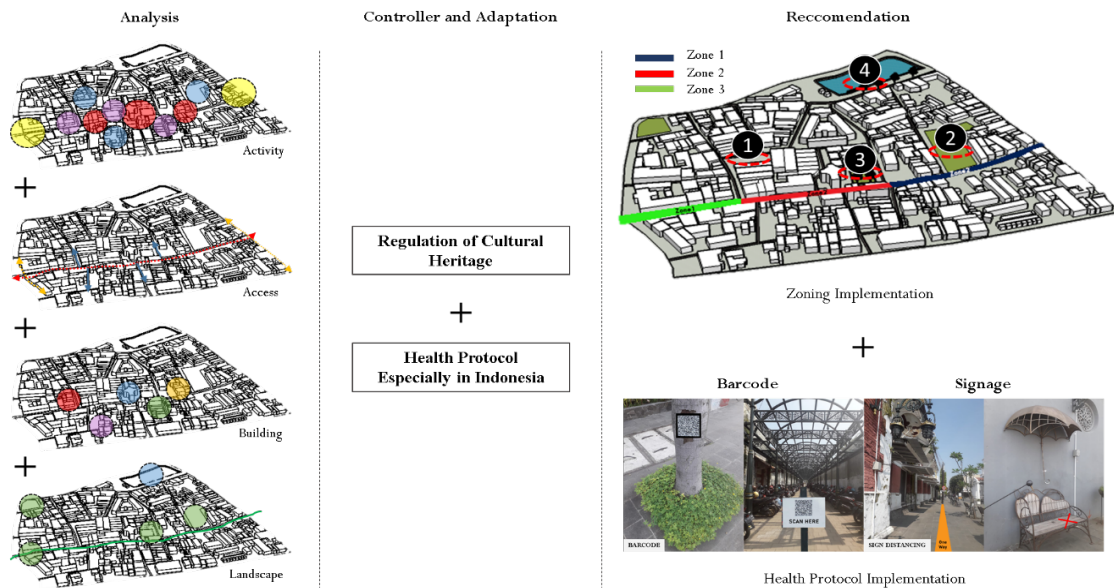 Analysis
Activity
+
Access
+
Building
+
Landscape
Controller and Adaptation
Regulation of Cultural
Heritage
+
Health Protocol
Especially in Indonesia
Reccomendation
Zone 1
Zone 2
Zone 3
4
1
2
3
Zone 1
Zoning Implementation
+
Barcode
Signage
SCAN HERE
BARCODE
SIGN DISTANCING
One
Way
Health Protocol Implementation